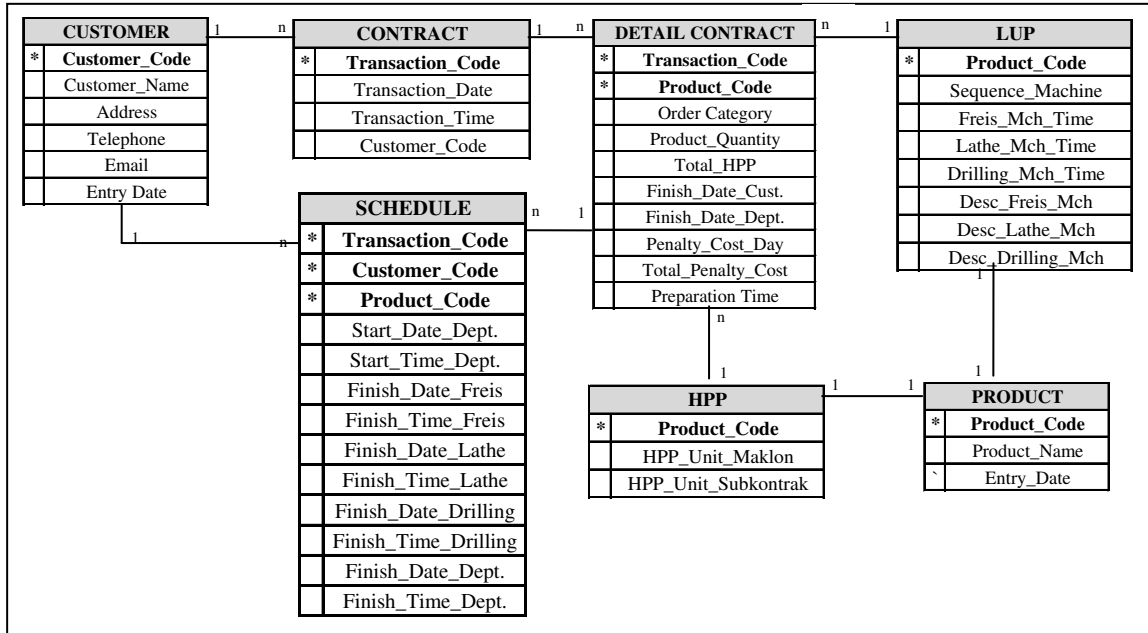 1 n 1 n n 1
CUSTOMER
* Customer_Code
Customer_Name
Address
Telephone
Email
Entry Date
CONTRACT
* Transaction_Code
Transaction_Date
Transaction_Time
Customer_Code
DETAIL CONTRACT
* Transaction_Code
* Product_Code
Order Category
Product_Quantity
Total_HPP
Finish_Date_Cust.
Finish_Date_Dept.
Penalty_Cost_Day
Total_Penalty_Cost
Preparation Time
LUP
* Product_Code
Sequence_Machine
Freis_Mch_Time
Lathe_Mch_Time
Drilling_Mch_Time
Desc_Freis_Mch
Desc_Lathe_Mch
Desc_Drilling_Mch
1 n
n 1
SCHEDULE
* Transaction_Code
* Customer_Code
* Product_Code
Start_Date_Dept.
Start_Time_Dept.
Finish_Date_Freis
Finish_Time_Freis
Finish_Date_Lathe
Finish_Time_Lathe
Finish_Date_Drilling
Finish_Time_Drilling
Finish_Date_Dept.
Finish_Time_Dept.
n
1
1
1
1 1
HPP
* Product_Code
HPP_Unit_Maklon
HPP_Unit_Subkontrak
PRODUCT
* Product_Code
Product_Name
` Entry_Date